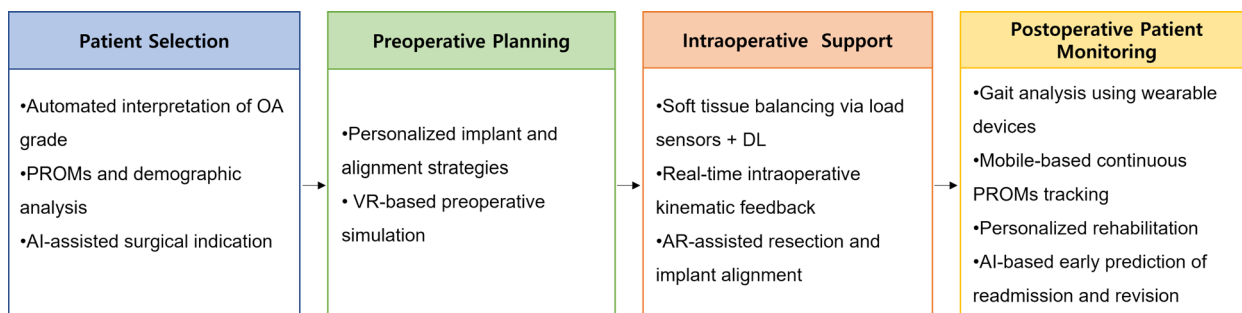 Patient Selection
•Automated interpretation of OA
grade
•PROMs and demographic
analysis
•AI-assisted surgical indication
Preoperative Planning
•Personalized implant and
alignment strategies
• VR-based preoperative
simulation
Intraoperative Support
•Soft tissue balancing via load
sensors + DL
•Real-time intraoperative
kinematic feedback
•AR-assisted resection and
implant alignment
Postoperative Patient
Monitoring
•Gait analysis using wearable
devices
•Mobile-based continuous
PROMs tracking
•Personalized rehabilitation
•AI-based early prediction of
readmission and revision